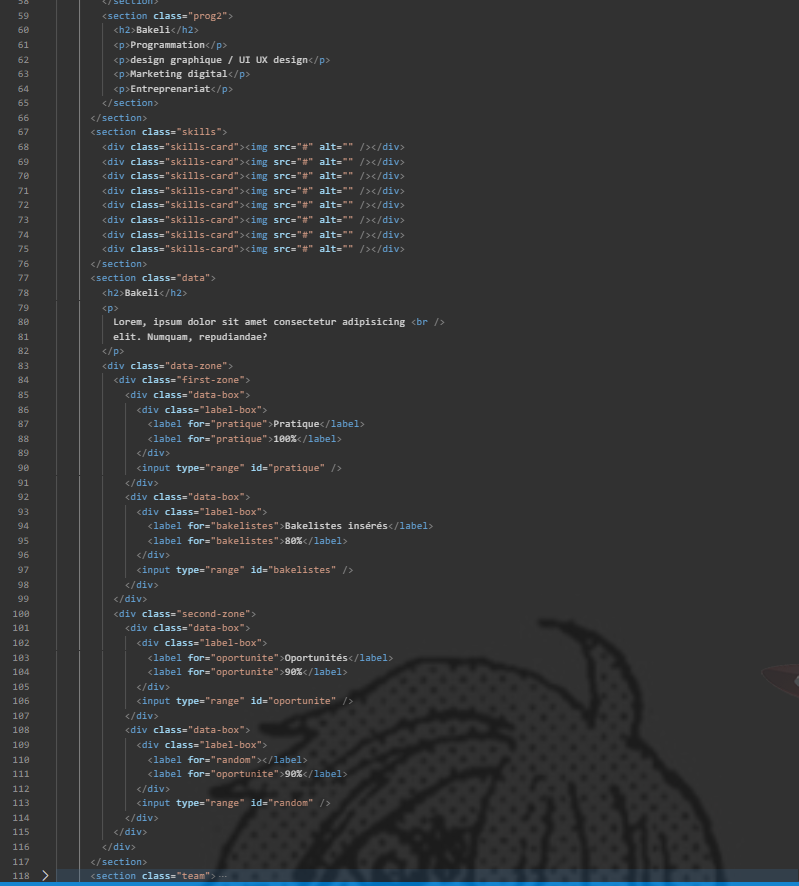 58 </section>
59 <section class="prog2">
60 <h2>Bakeli</h2>
61 <p>Programmation</p>
62 <p>design graphique / UI UX design</p>
63 <p>Marketing digital</p>
64 <p>Entreprenariat</p>
65 </section>
66 </section>
67 <section class="skills">
68 <div class="skills-card"><img src="#" alt="" /></div>
69 <div class="skills-card"><img src="#" alt="" /></div>
70 <div class="skills-card"><img src="#" alt="" /></div>
71 <div class="skills-card"><img src="#" alt="" /></div>
72 <div class="skills-card"><img src="#" alt="" /></div>
73 <div class="skills-card"><img src="#" alt="" /></div>
74 <div class="skills-card"><img src="#" alt="" /></div>
75 <div class="skills-card"><img src="#" alt="" /></div>
76 </section>
77 <section class="data">
78 <h2>Bakeli</h2>
79 <p>
80 Lorem, ipsum dolor sit amet consectetur adipisicing <br />
81 elit. Numquam, repudiandae?
82 </p>
83 <div class="data-zone">
84 <div class="first-zone">
85 <div class="data-box">
86 <div class="label-box">
87 <label for="pratique">Pratique</label>
88 <label for="pratique">100%</label>
89 </div>
90 <input type="range" id="pratique" />
91 </div>
92 <div class="data-box">
93 <div class="label-box">
94 <label for="bakelistes">Bakelistes insérés</label>
95 <label for="bakelistes">80%</label>
96 </div>
97 <input type="range" id="bakelistes" />
98 </div>
99 </div>
100 <div class="second-zone">
101 <div class="data-box">
102 <div class="label-box">
103 <label for="oportunite">Oportunités</label>
104 <label for="oportunite">90%</label>
105 </div>
106 <input type="range" id="oportunite" />
107 </div>
108 <div class="data-box">
109 <div class="label-box">
110 <label for="random"></label>
111 <label for="oportunite">90%</label>
112 </div>
113 <input type="range" id="random" />
114 </div>
115 </div>
116 </div>
117 </section>
118 <section class="team">…